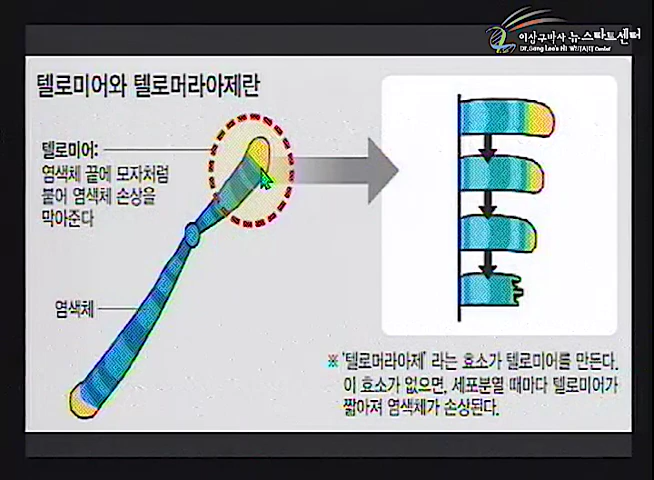 이상구박사 뉴스타트센터
텔로미어와 텔로머라아제란
텔로미어:
염색체 끝에 모자처럼
붙어 염색체 손상을
막아준다
염색체
※ '텔로머라아제' 라는 효소가 텔로미어를 만든다.
이 효소가 없으면, 세포분열 때마다 텔로미어가
짧아져 염색체가 손상된다.